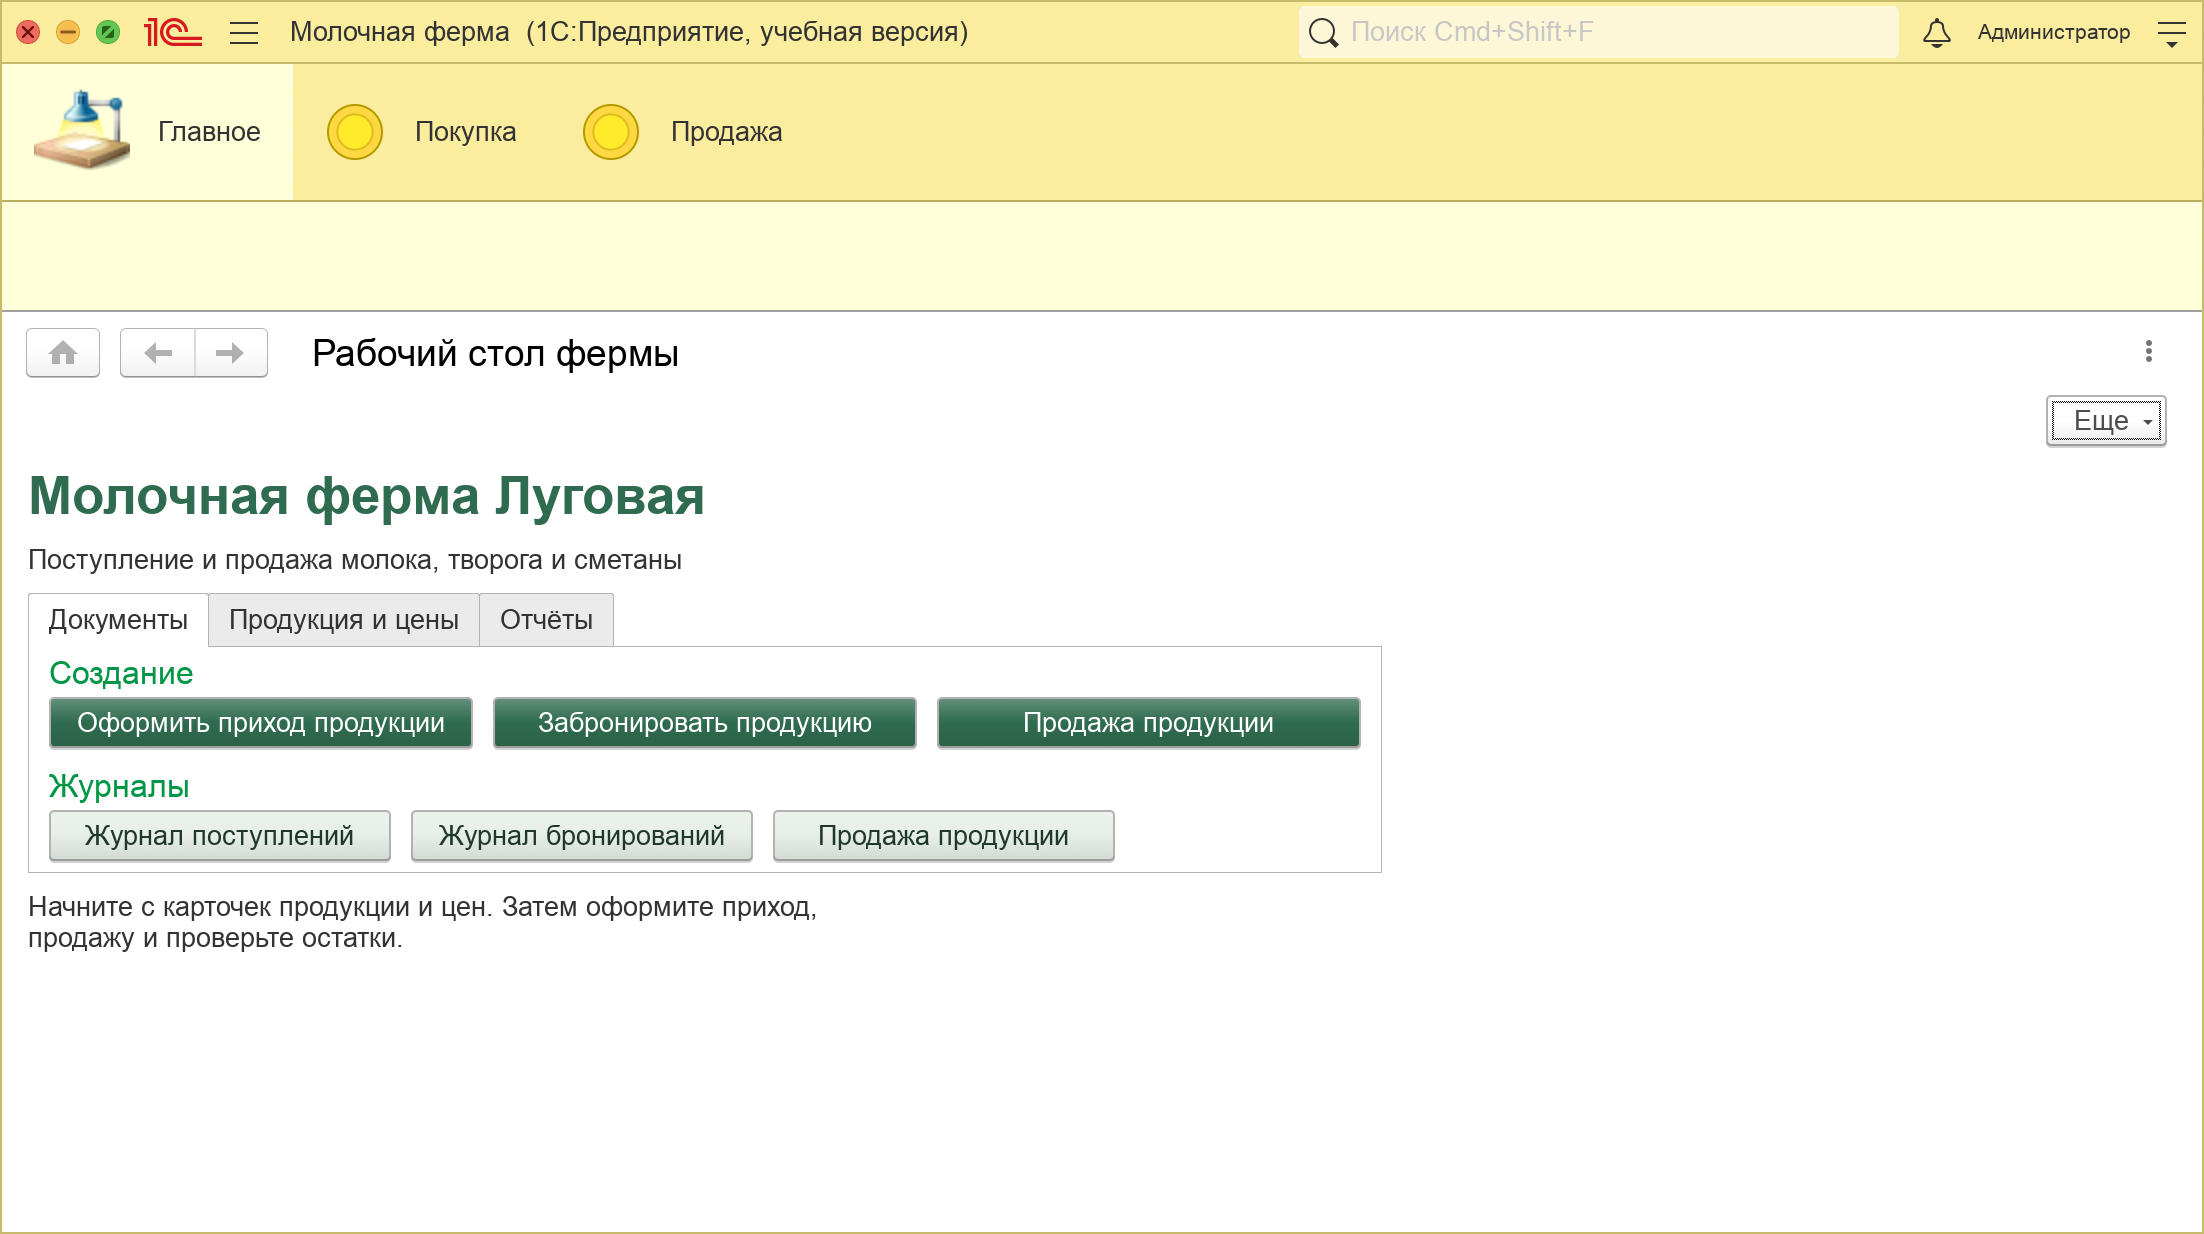 1С Молочная ферма (1С:Предприятие, учебная версия) Поиск Cmd+Shift+F Администратор
Главное Покупка Продажа
Рабочий стол фермы
Еще
Молочная ферма Луговая
Поступление и продажа молока, творога и сметаны
Документы Продукция и цены Отчёты
Создание
Оформить приход продукции Забронировать продукцию Продажа продукции
Журналы
Журнал поступлений Журнал бронирований Продажа продукции
Начните с карточек продукции и цен. Затем оформите приход,
продажу и проверьте остатки.